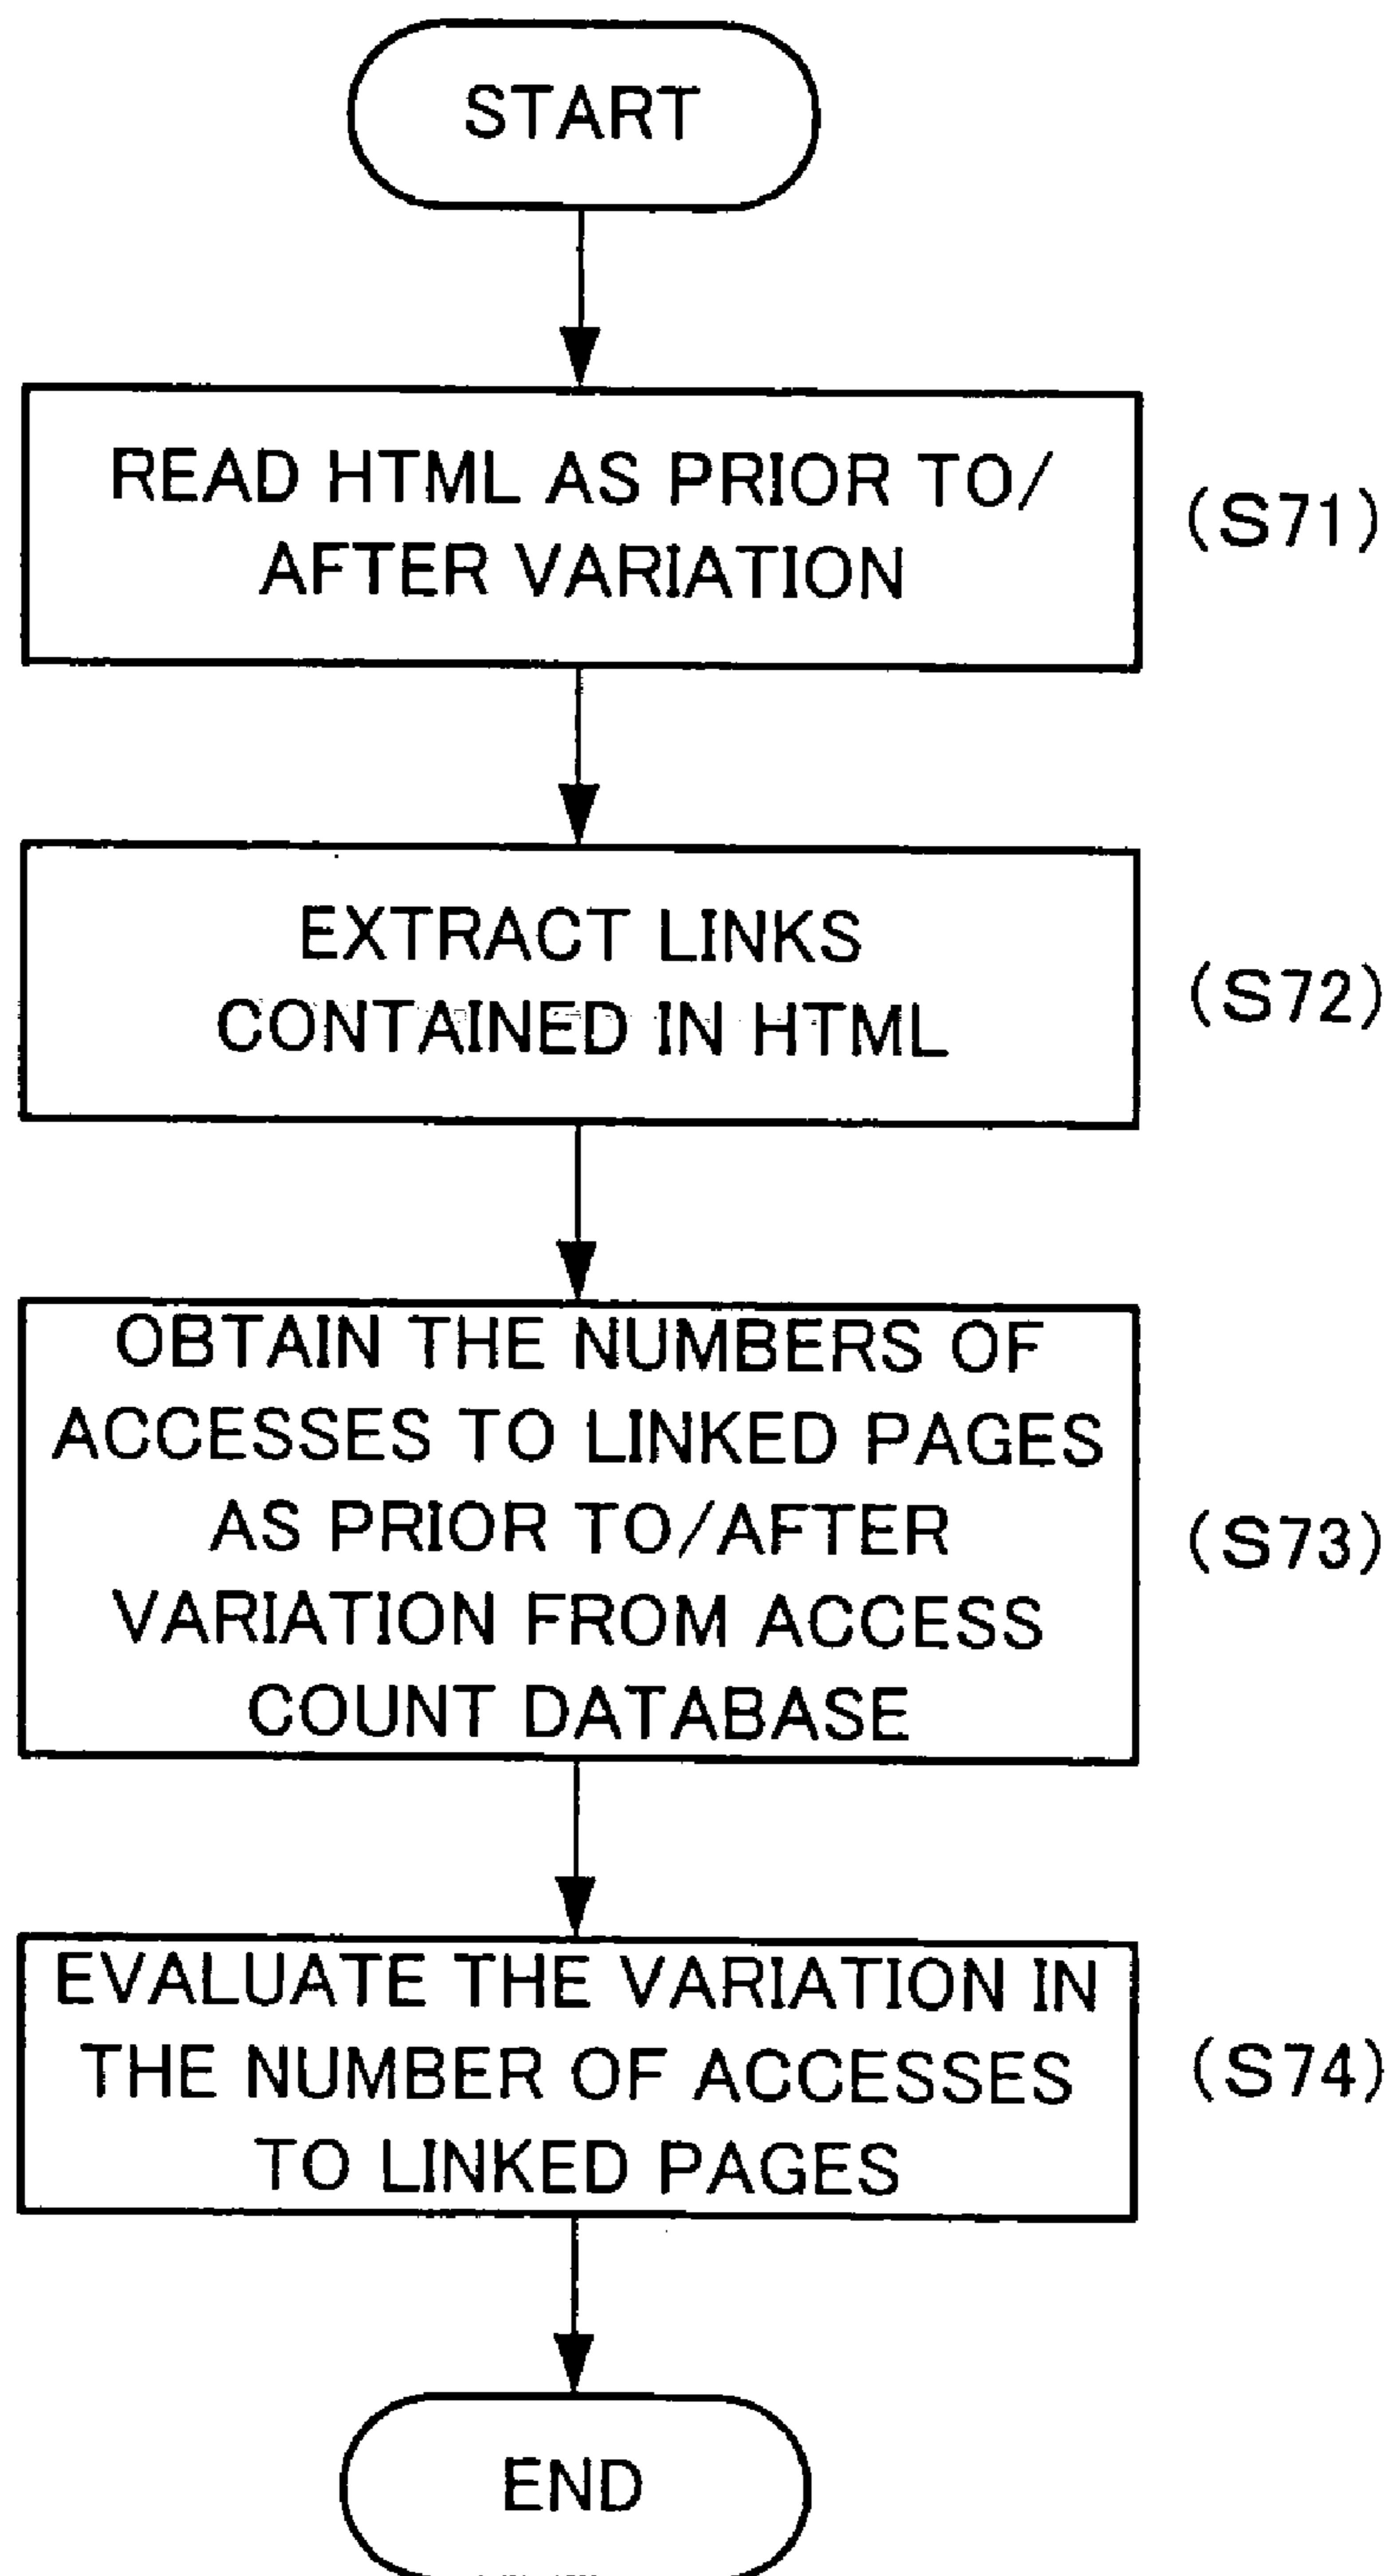 START
READ HTML AS PRIOR TO/
AFTER VARIATION
(S71)
EXTRACT LINKS
CONTAINED IN HTML
(S72)
OBTAIN THE NUMBERS OF
ACCESSES TO LINKED PAGES
AS PRIOR TO/AFTER
VARIATION FROM ACCESS
COUNT DATABASE
(S73)
EVALUATE THE VARIATION IN
THE NUMBER OF ACCESSES
TO LINKED PAGES
(S74)
END